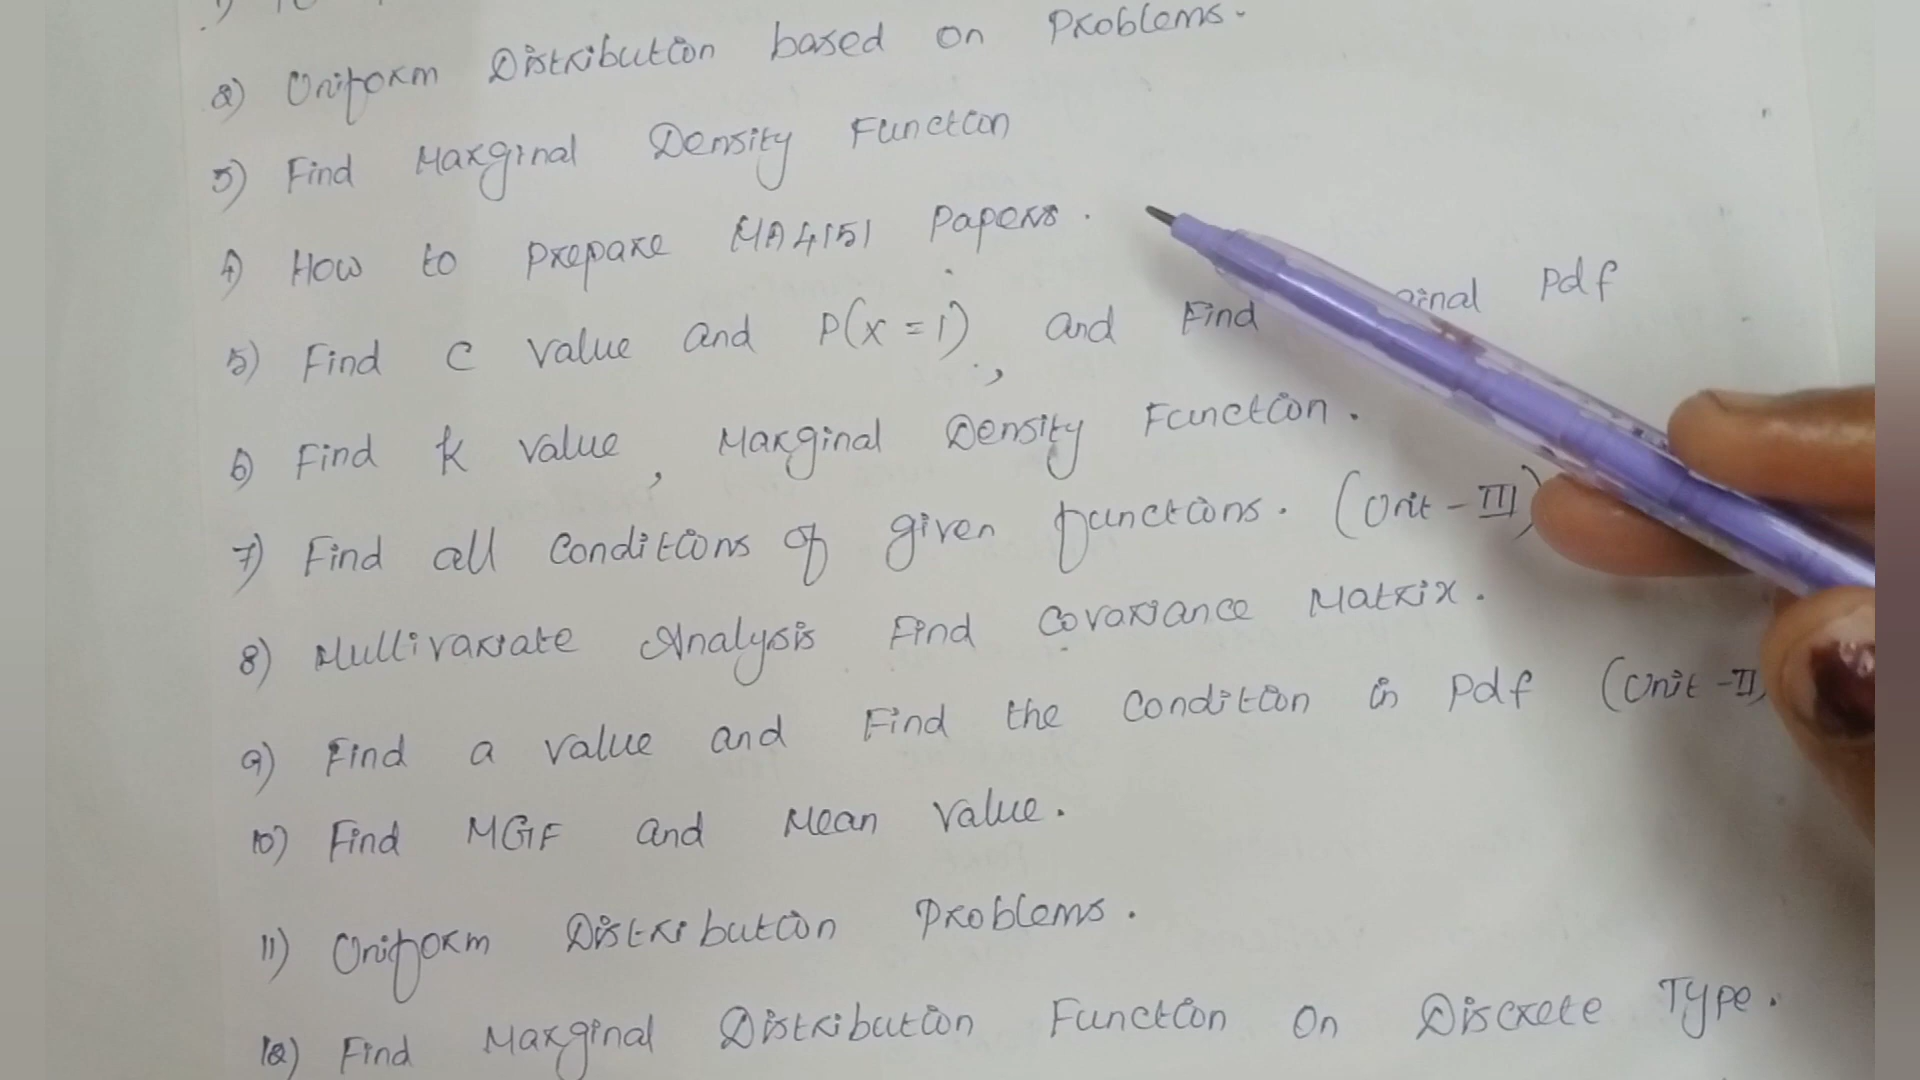 2) Uniform Distribution based on Problems.
3) Find Marginal Density Function
4) How to prepare MA4151 Papers.
5) Find c value and P(x=1), and Find ginal Pdf
6) Find k value, Marginal Density Function.
7) Find all Conditions of given functions. (Unit-III)
8) Multivariate Analysis Find Covariance Matrix.
9) Find a value and Find the Condition in Pdf (Unit-II)
10) Find MGF and Mean Value.
11) Uniform Distribution Problems.
12) Find Marginal Distribution Function on Discrete Type.